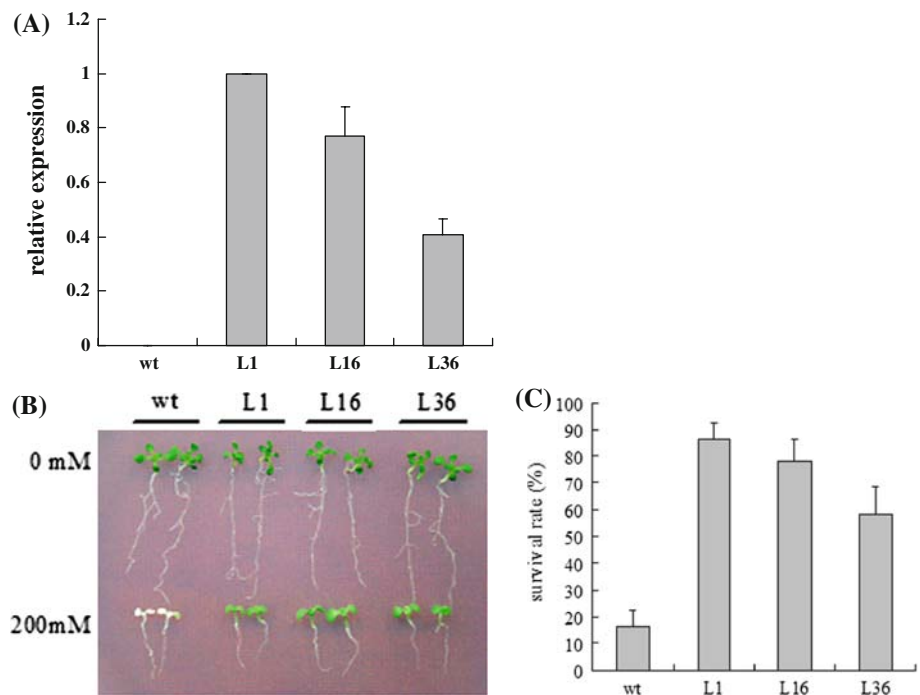 (A)
relative expression
1.2
1
0.8
0.6
0.4
0.2
0
wt L1 L16 L36
(B)
wt L1 L16 L36
0 mM
200mM
(C)
survival rate (%)
100
90
80
70
60
50
40
30
20
10
0
wt L1 L16 L36